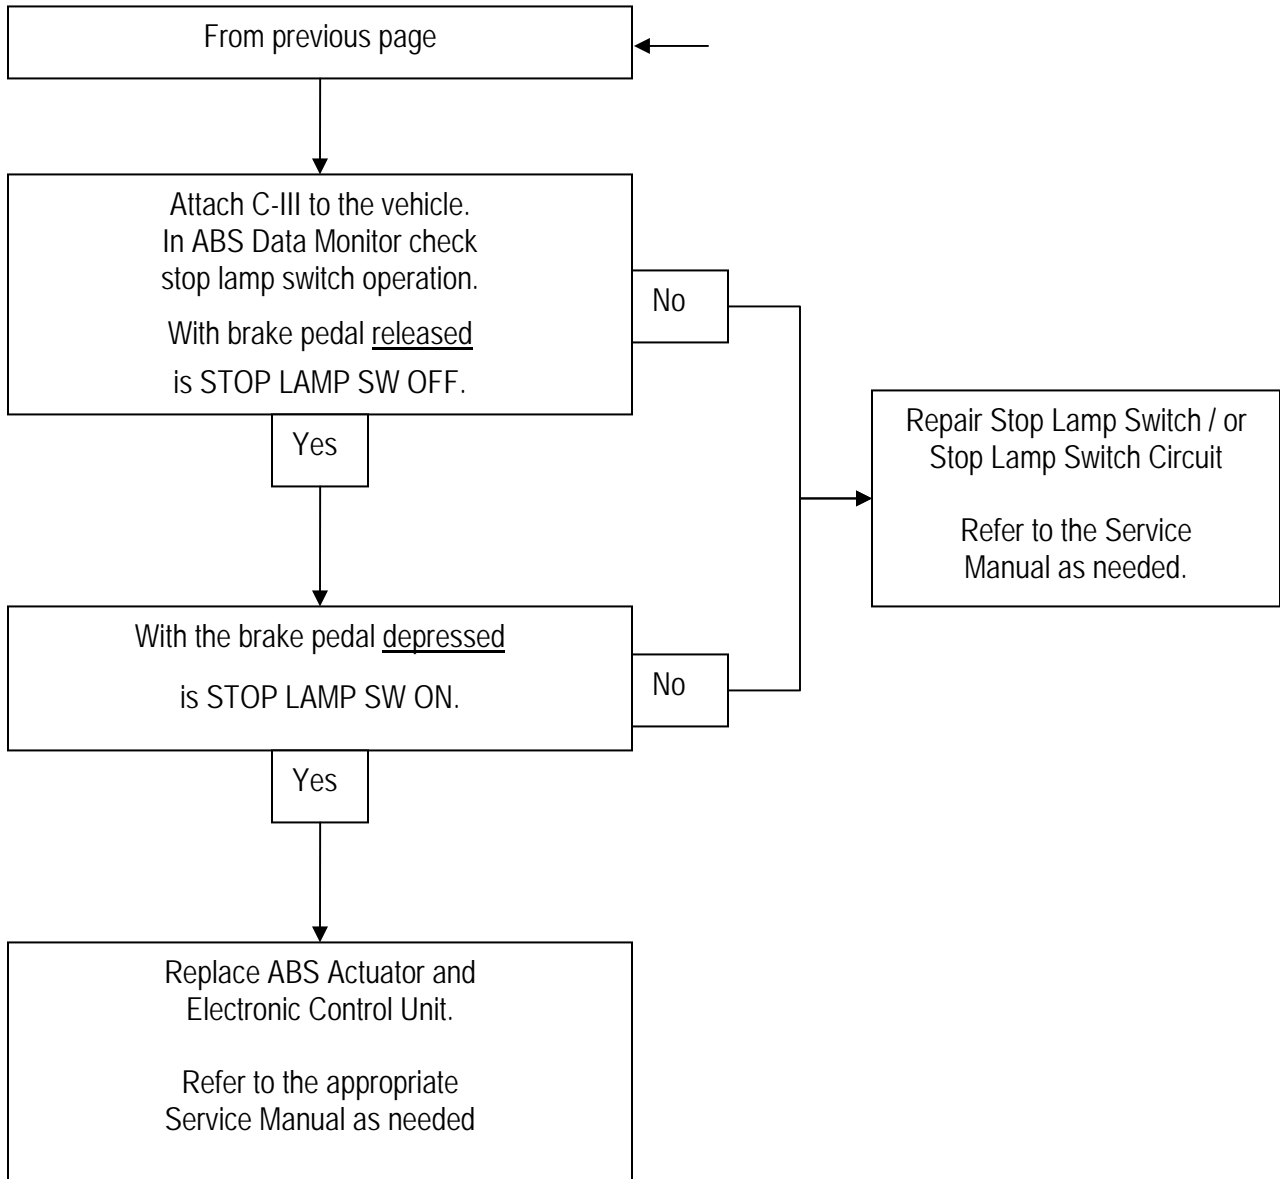 From previous page
Attach C-III to the vehicle.
In ABS Data Monitor check
stop lamp switch operation.
With brake pedal released
is STOP LAMP SW OFF.
No
Yes
Repair Stop Lamp Switch / or
Stop Lamp Switch Circuit
Refer to the Service
Manual as needed.
With the brake pedal depressed
is STOP LAMP SW ON.
No
Yes
Replace ABS Actuator and
Electronic Control Unit.
Refer to the appropriate
Service Manual as needed